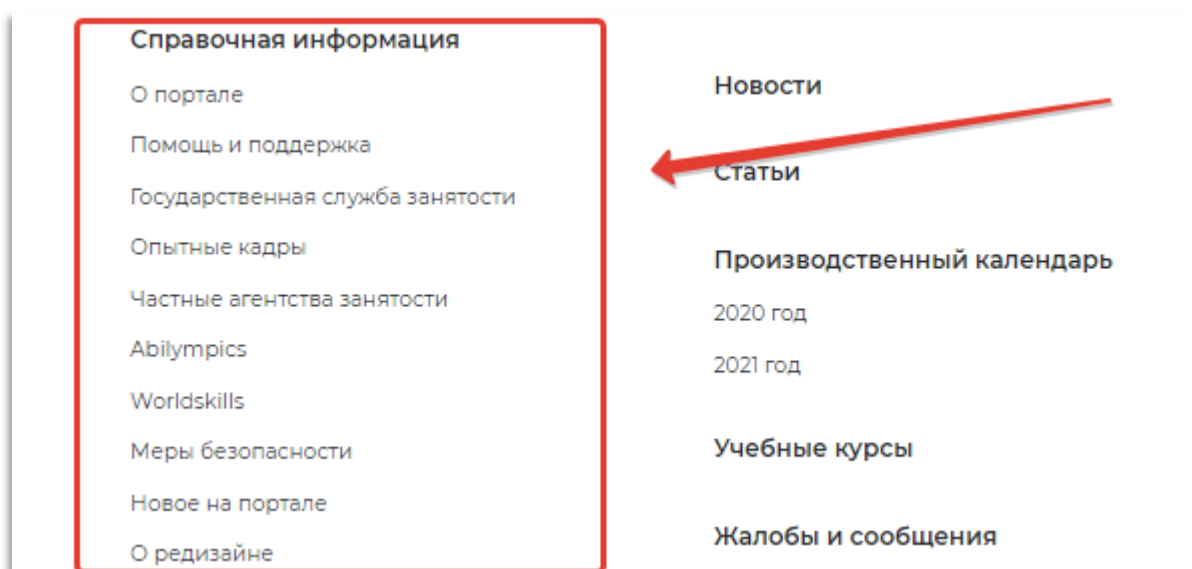 Справочная информация
О портале
Помощь и поддержка
Государственная служба занятости
Опытные кадры
Частные агентства занятости
Abilympics
Worldskills
Меры безопасности
Новое на портале
О редизайне
Новости
Статьи
Производственный календарь
2020 год
2021 год
Учебные курсы
Жалобы и сообщения